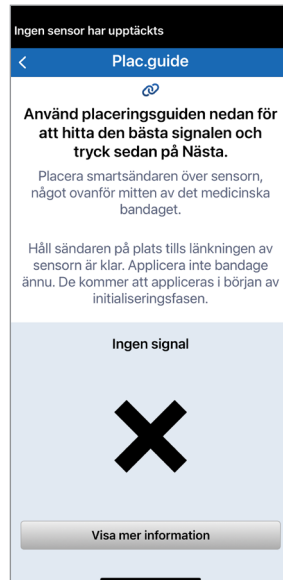 Ingen sensor har upptäckts
Plac.guide
Använd placeringsguiden nedan för
att hitta den bästa signalen och
tryck sedan på Nästa.
Placera smartsändaren över sensorn,
något ovanför mitten av det medicinska
bandaget.
Håll sändaren på plats tills länkningen av
sensorn är klar. Applicera inte bandage
ännu. De kommer att appliceras i början av
initialiseringsfasen.
Ingen signal
Visa mer information